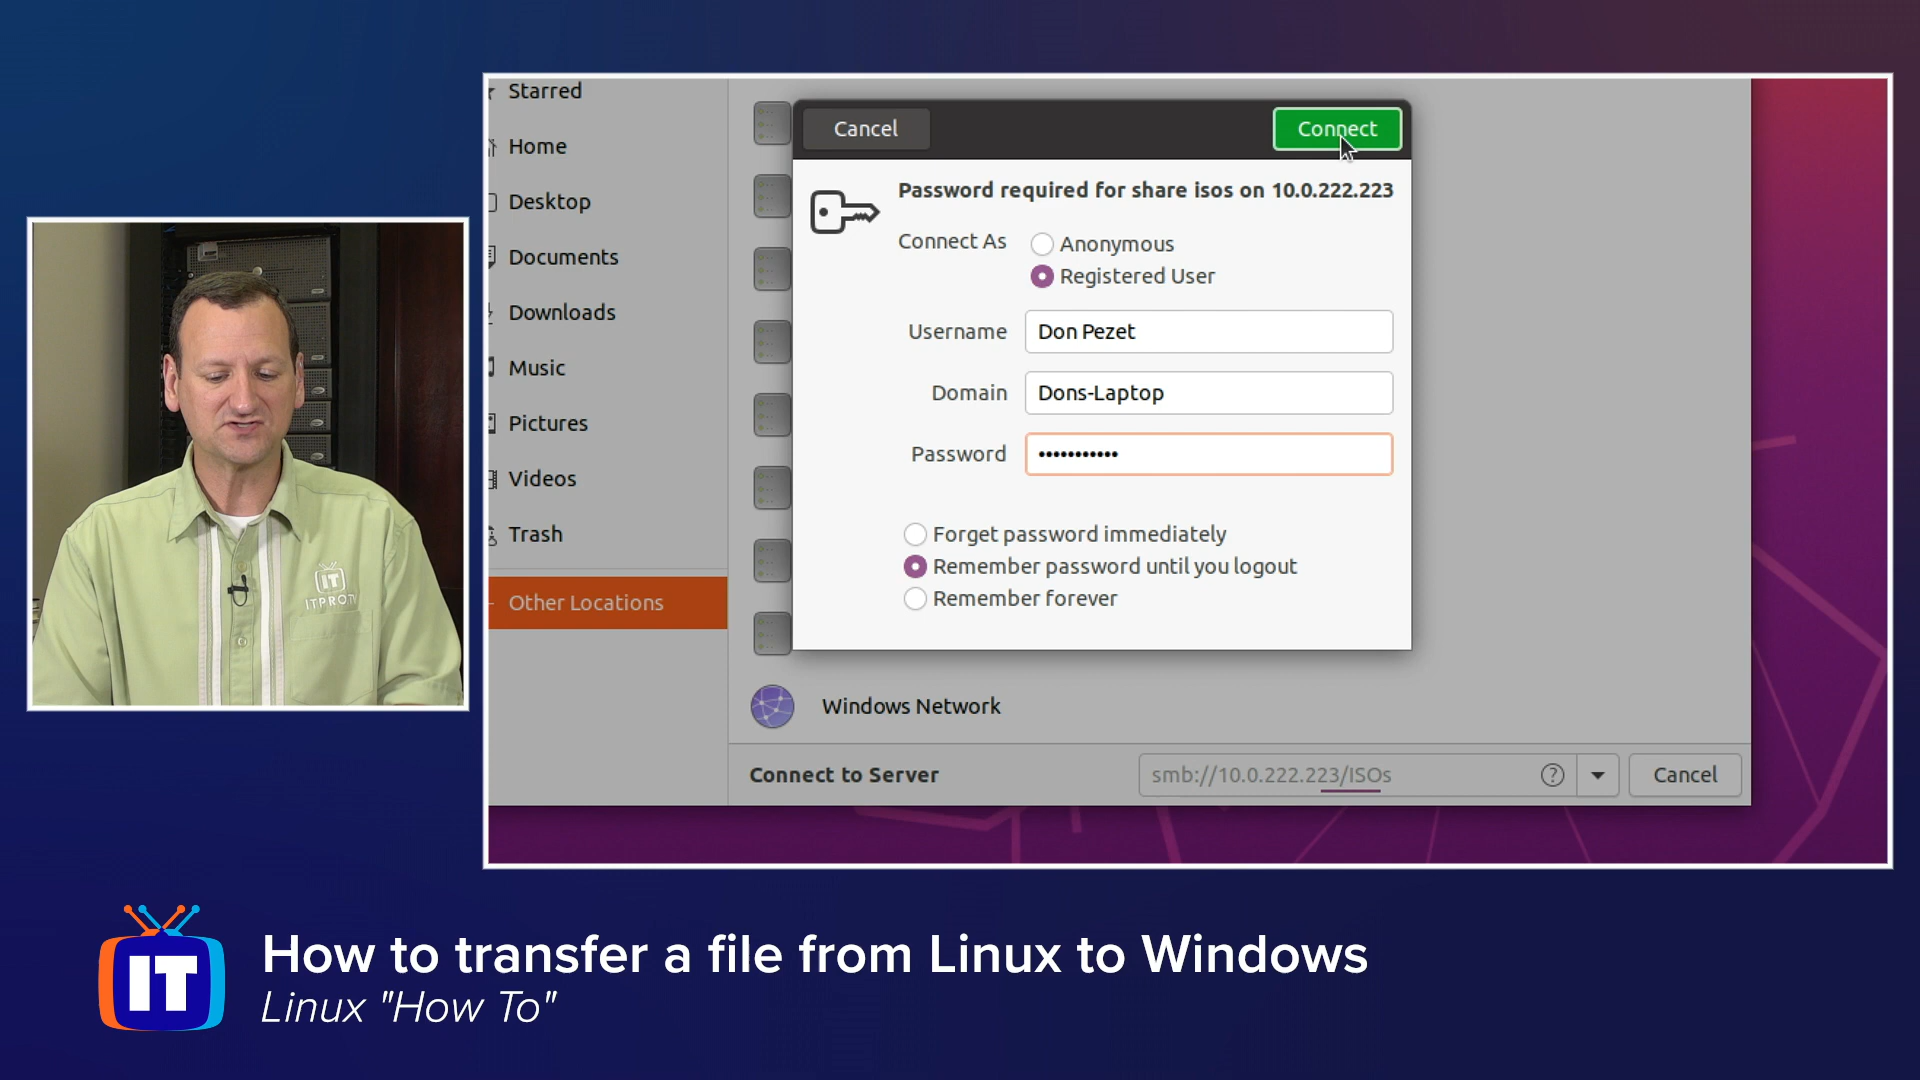 Starred
Home
Desktop
Documents
Downloads
Music
Pictures
Videos
Trash
Other Locations
Cancel
Connect
Password required for share isos on 10.0.222.223
Connect As
Anonymous
Registered User
Username
Don Pezet
Domain
Dons-Laptop
Password
•••••••••••
Forget password immediately
Remember password until you logout
Remember forever
Windows Network
Connect to Server
smb://10.0.222.223/ISOs
?
Cancel
IT
ITPRO.TV
IT
How to transfer a file from Linux to Windows
Linux "How To"